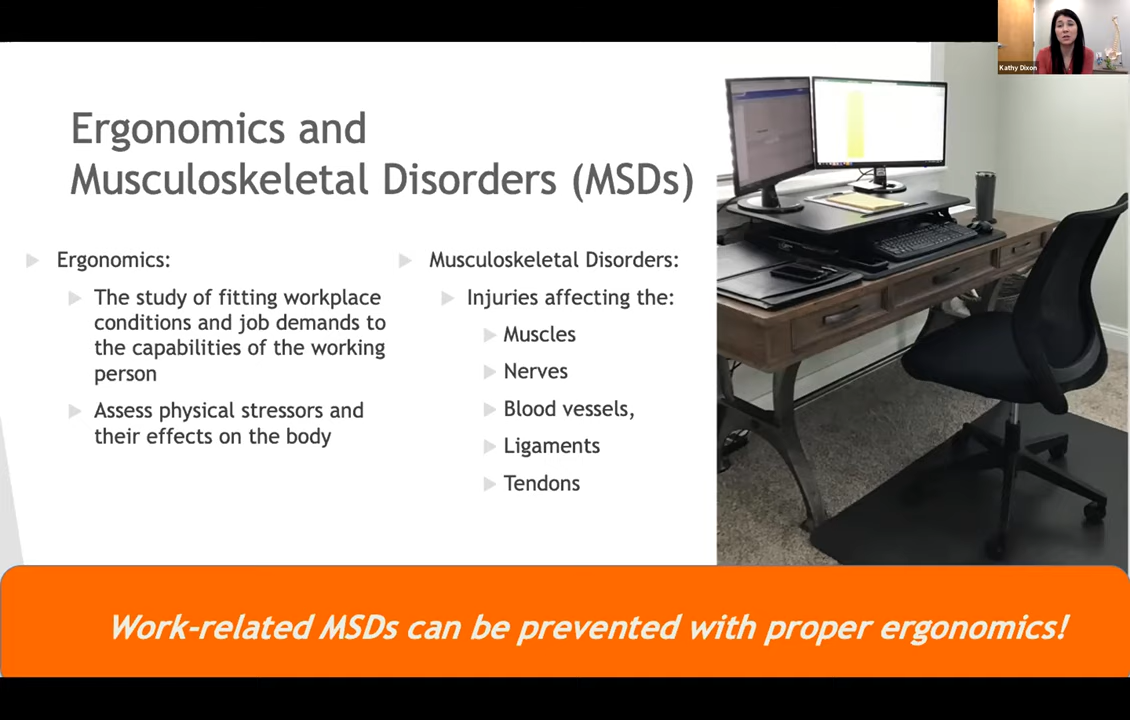 Kathy Dixon
Ergonomics and
Musculoskeletal Disorders (MSDs)
Ergonomics:
The study of fitting workplace
conditions and job demands to
the capabilities of the working
person
Assess physical stressors and
their effects on the body
Musculoskeletal Disorders:
Injuries affecting the:
Muscles
Nerves
Blood vessels,
Ligaments
Tendons
Work-related MSDs can be prevented with proper ergonomics!